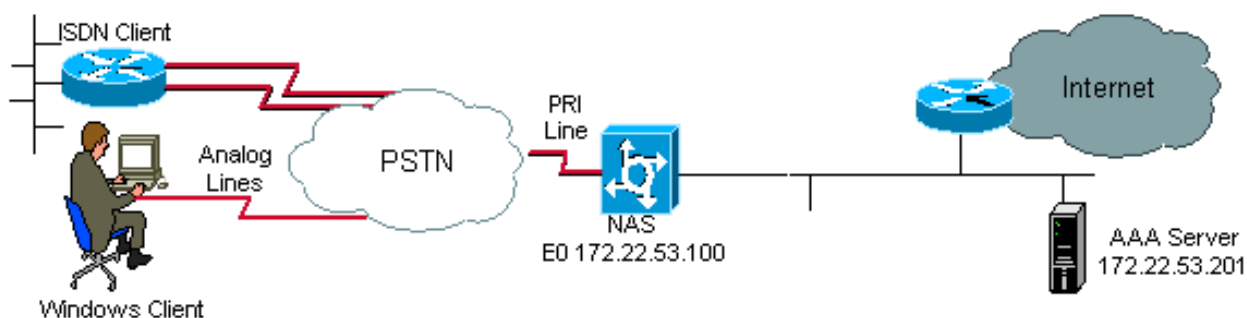 ISDN Client
Analog
Lines
Windows Client
PSTN
PRI
Line
NAS
E0 172.22.53.100
Internet
AAA Server
172.22.53.201